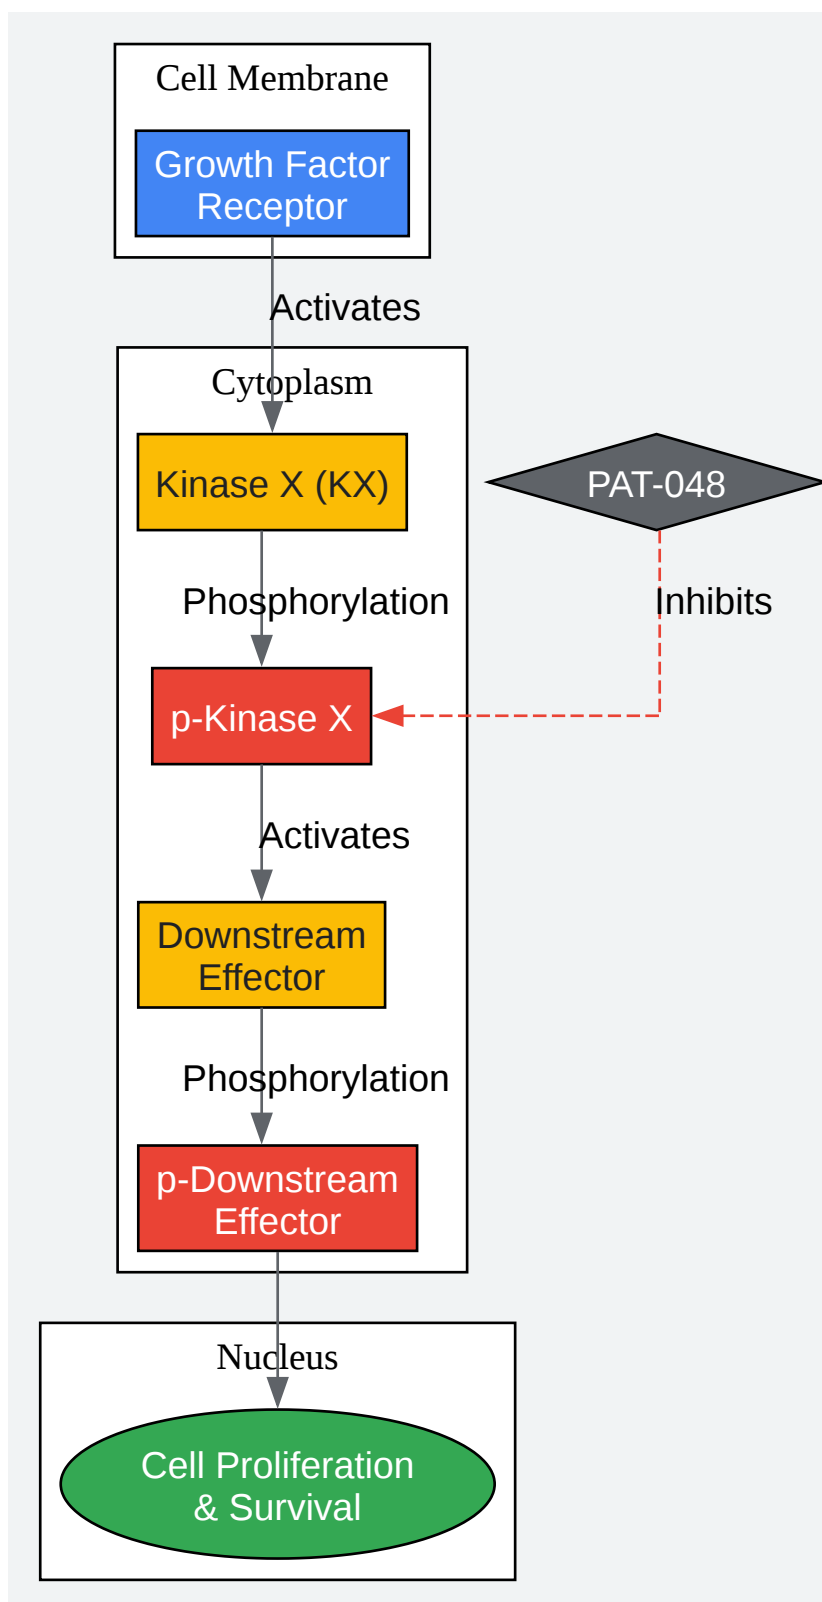 Cell Membrane
Growth Factor
Receptor
Activates
Cytoplasm
Kinase X (KX)
PAT-048
Phosphorylation
Inhibits
p-Kinase X
Activates
Downstream
Effector
Phosphorylation
p-Downstream
Effector
Nucleus
Cell Proliferation
& Survival